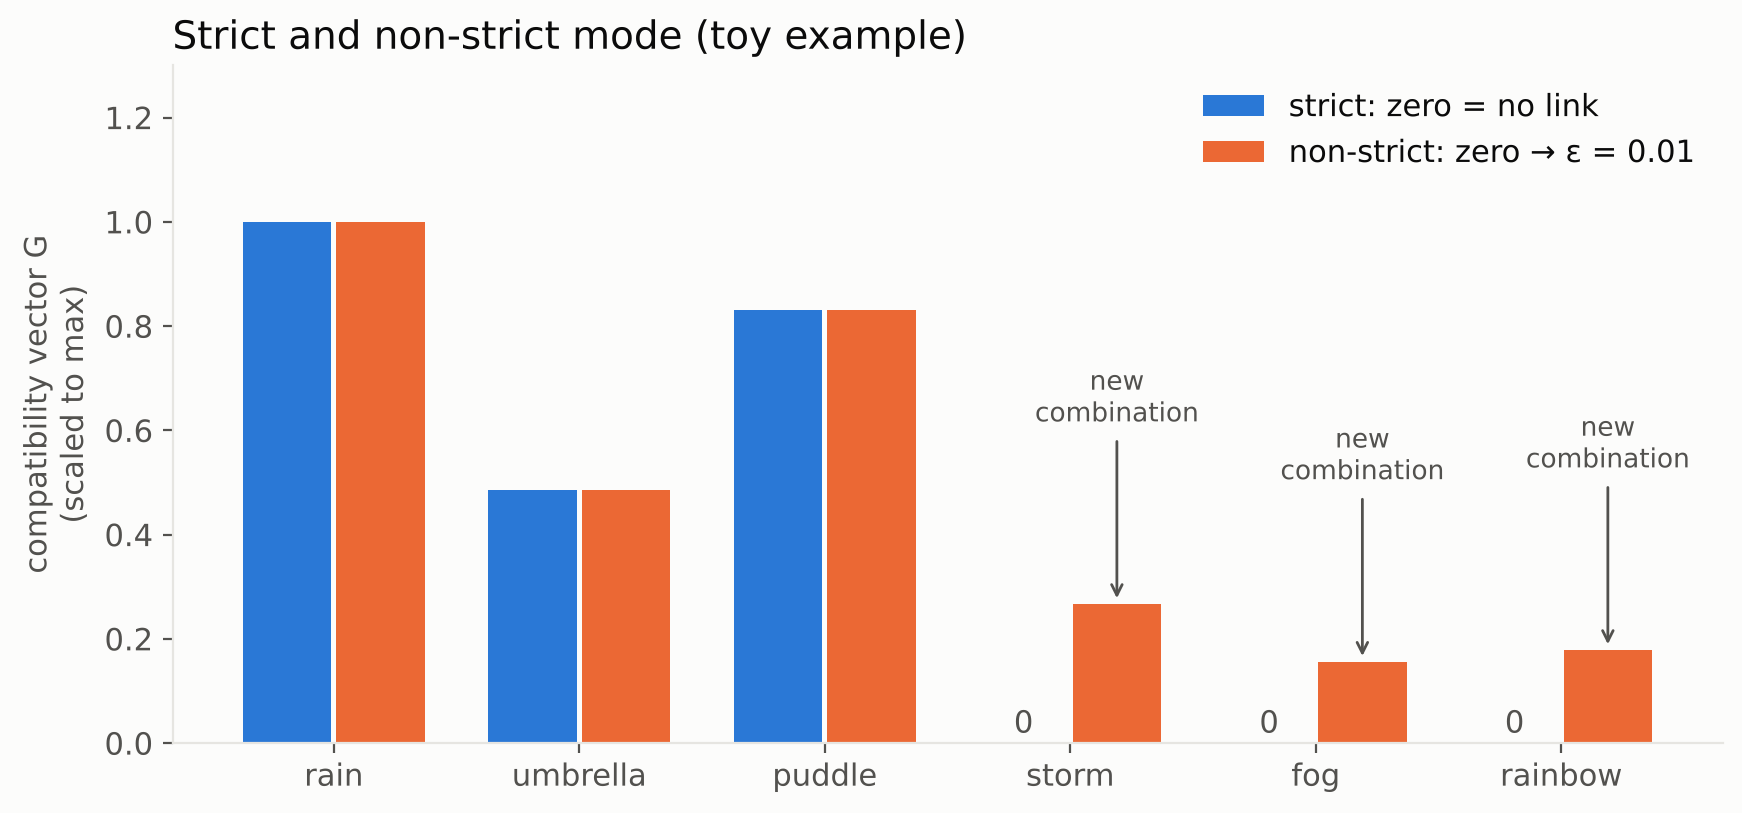 Strict and non-strict mode (toy example)
strict: zero = no link
non-strict: zero → ε = 0.01
compatibility vector G
(scaled to max)
1.2
1.0
0.8
0.6
0.4
0.2
0.0
new
combination
new
combination
new
combination
0
0
0
rain
umbrella
puddle
storm
fog
rainbow